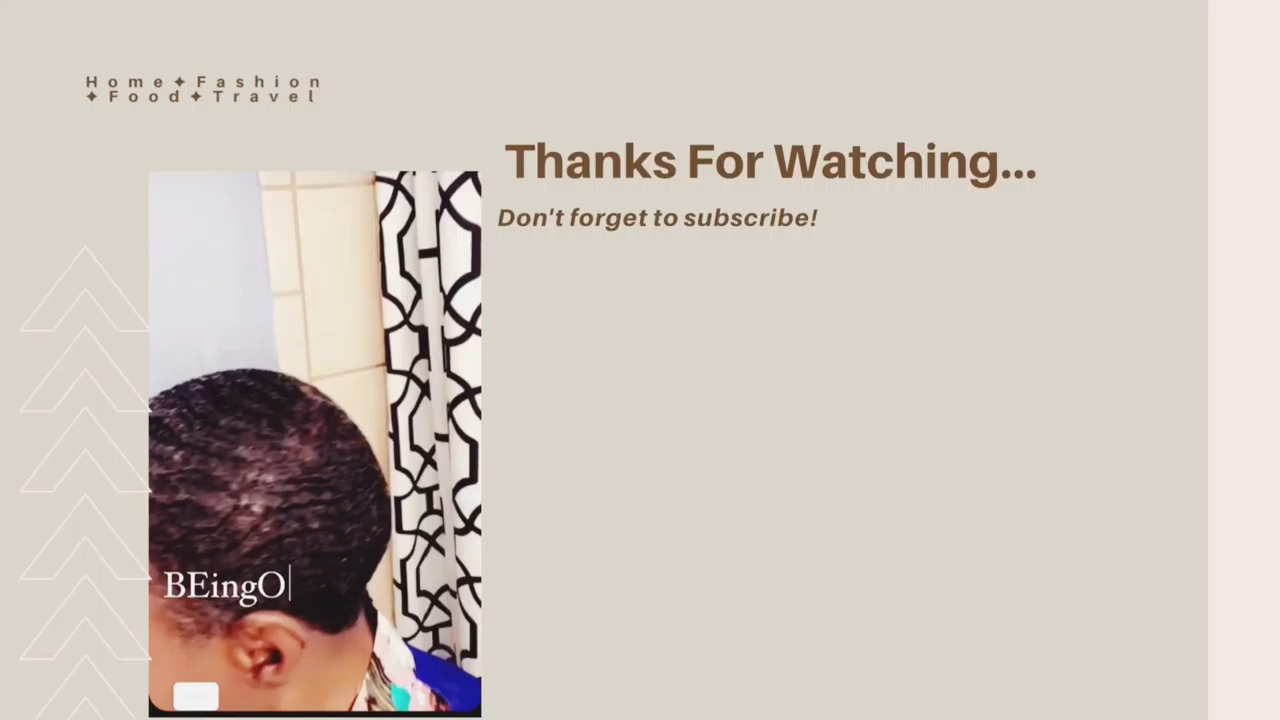 Home✦Fashion
✦Food✦Travel
Thanks For Watching...
Don't forget to subscribe!
BEingO